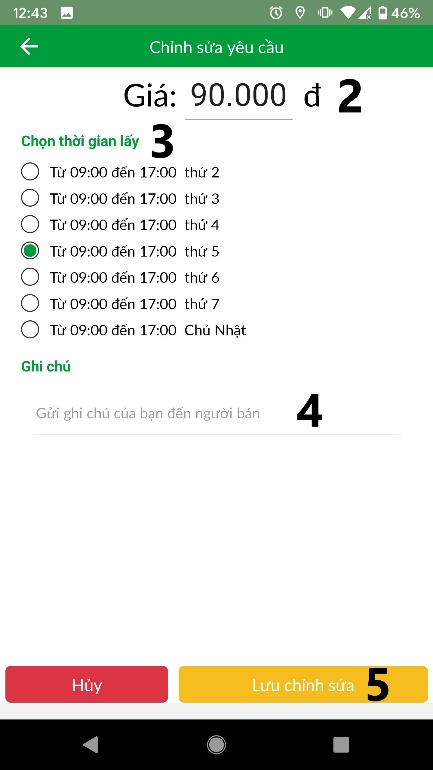 12:43 46%
Chỉnh sửa yêu cầu
Giá: 90.000 đ 2
Chọn thời gian lấy 3
Từ 09:00 đến 17:00 thứ 2
Từ 09:00 đến 17:00 thứ 3
Từ 09:00 đến 17:00 thứ 4
Từ 09:00 đến 17:00 thứ 5
Từ 09:00 đến 17:00 thứ 6
Từ 09:00 đến 17:00 thứ 7
Từ 09:00 đến 17:00 Chủ Nhật
Ghi chú
Gửi ghi chú của bạn đến người bán 4
Hủy Lưu chỉnh sửa 5